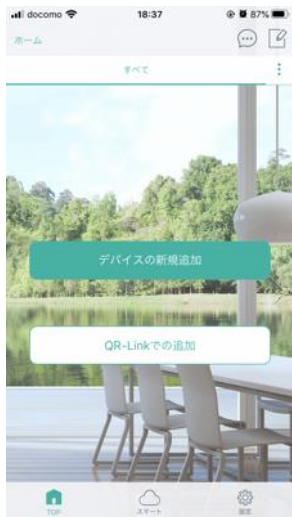 docomo 18:37 87%
ホーム
すべて
デバイスの新規追加
QR-Linkでの追加
TOP スマート 設定